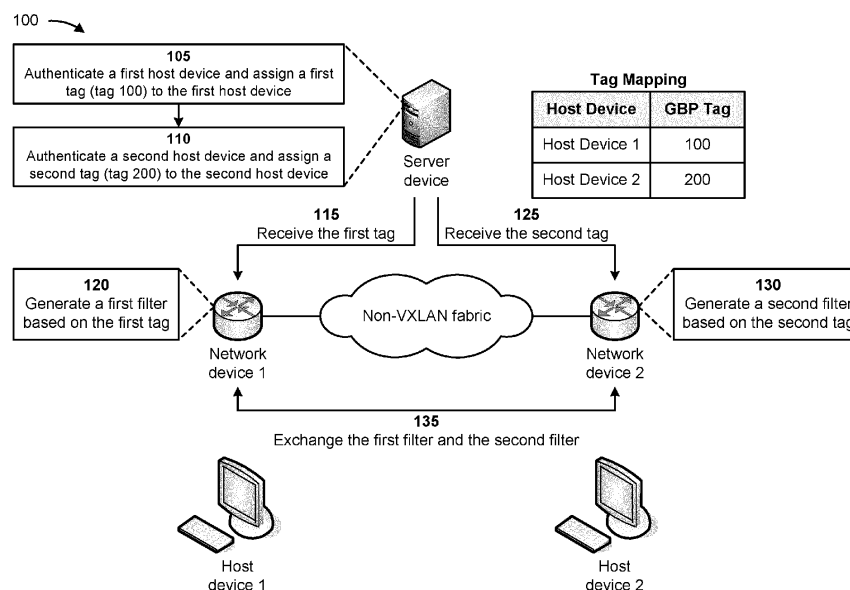 100
105
Authenticate a first host device and assign a first
tag (tag 100) to the first host device
110
Authenticate a second host device and assign a
second tag (tag 200) to the second host device
Server
device
Tag Mapping
Host Device GBP Tag
Host Device 1 100
Host Device 2 200
115
Receive the first tag
125
Receive the second tag
120
Generate a first filter
based on the first tag
Network
device 1
Non-VXLAN fabric
Network
device 2
130
Generate a second filter
based on the second tag
135
Exchange the first filter and the second filter
Host
device 1
Host
device 2